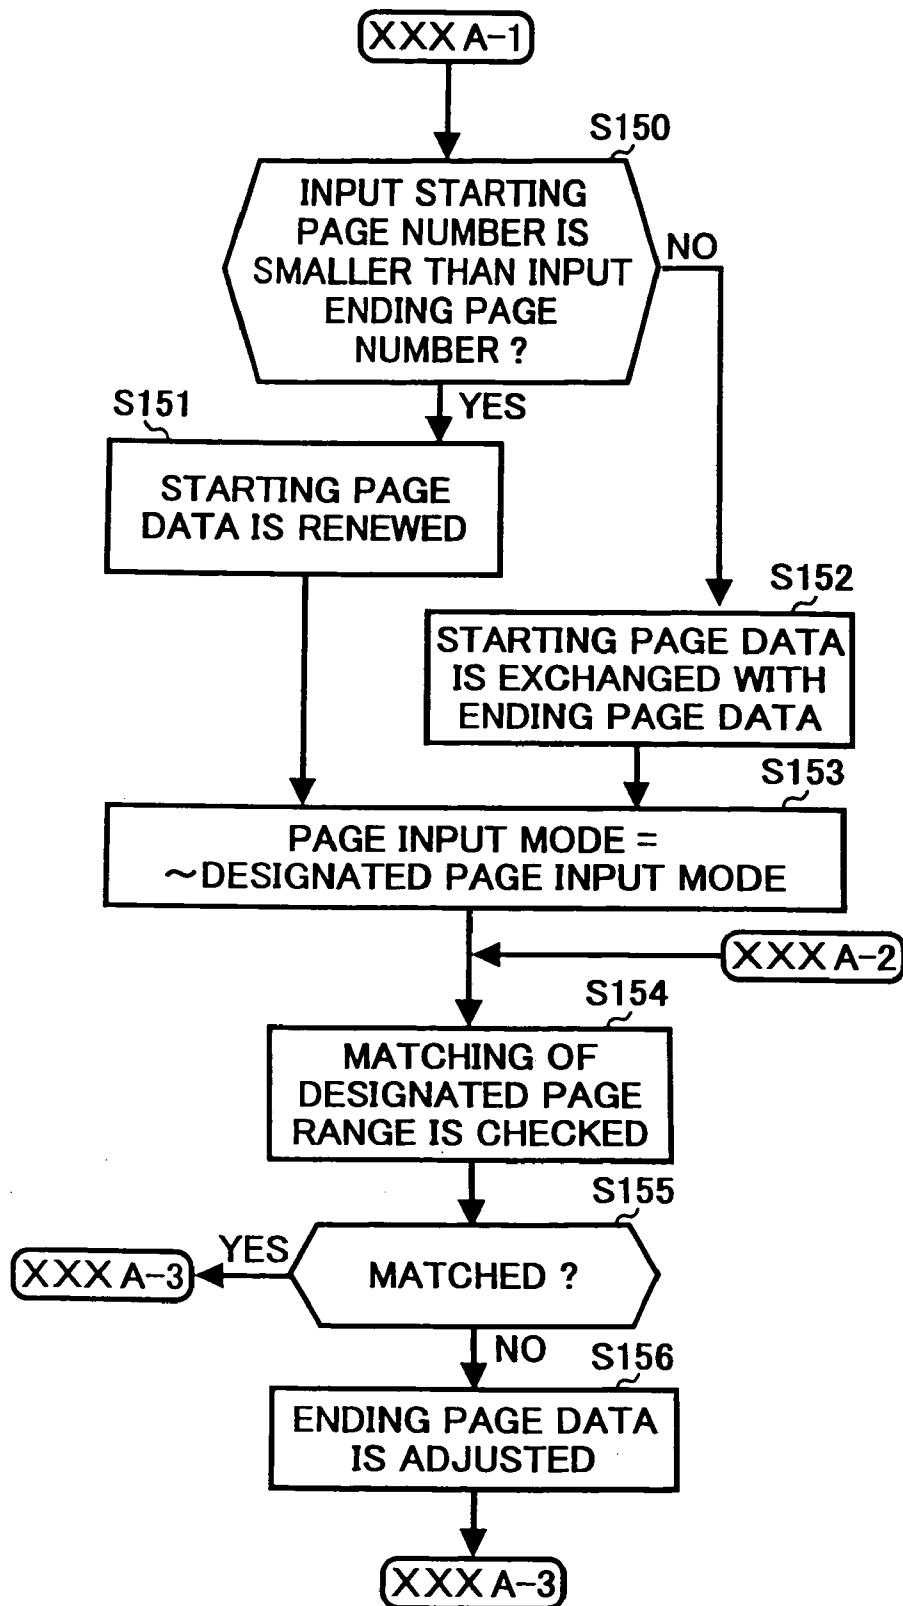 XXX A-1
S150
INPUT STARTING
PAGE NUMBER IS
SMALLER THAN INPUT
ENDING PAGE
NUMBER ?
NO
YES
S151
STARTING PAGE
DATA IS RENEWED
S152
STARTING PAGE DATA
IS EXCHANGED WITH
ENDING PAGE DATA
S153
PAGE INPUT MODE =
~DESIGNATED PAGE INPUT MODE
XXX A-2
S154
MATCHING OF
DESIGNATED PAGE
RANGE IS CHECKED
S155
YES
XXX A-3
MATCHED ?
NO
S156
ENDING PAGE DATA
IS ADJUSTED
XXX A-3